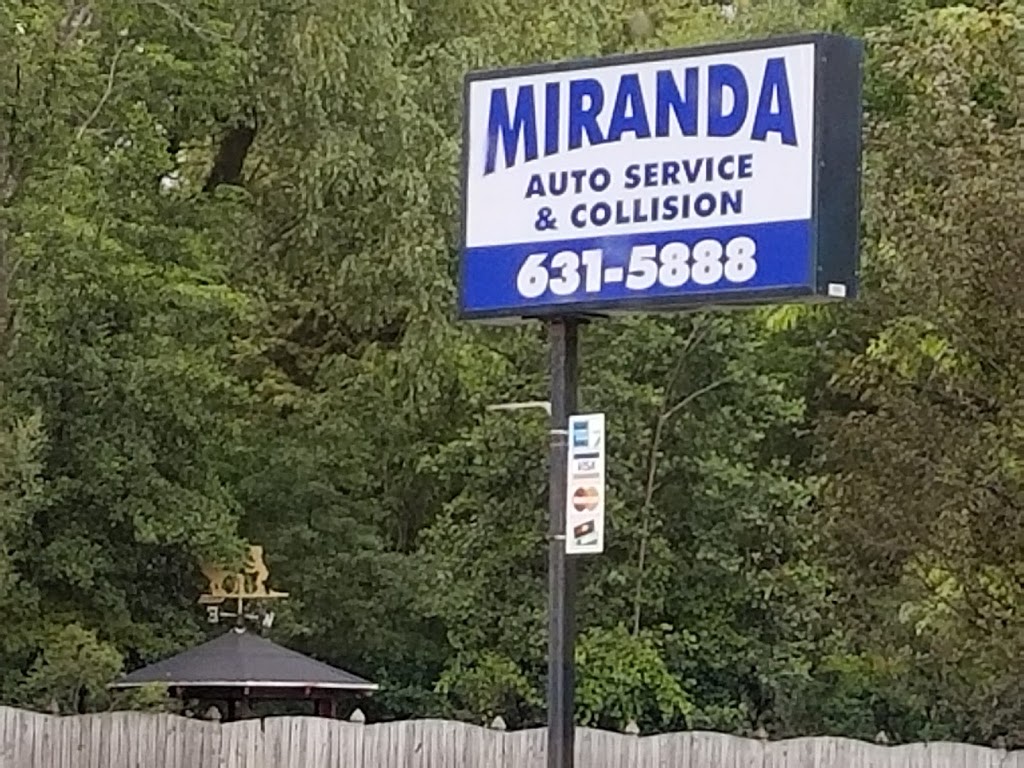 MIRANDA
AUTO SERVICE
& COLLISION
631-5888
VISA